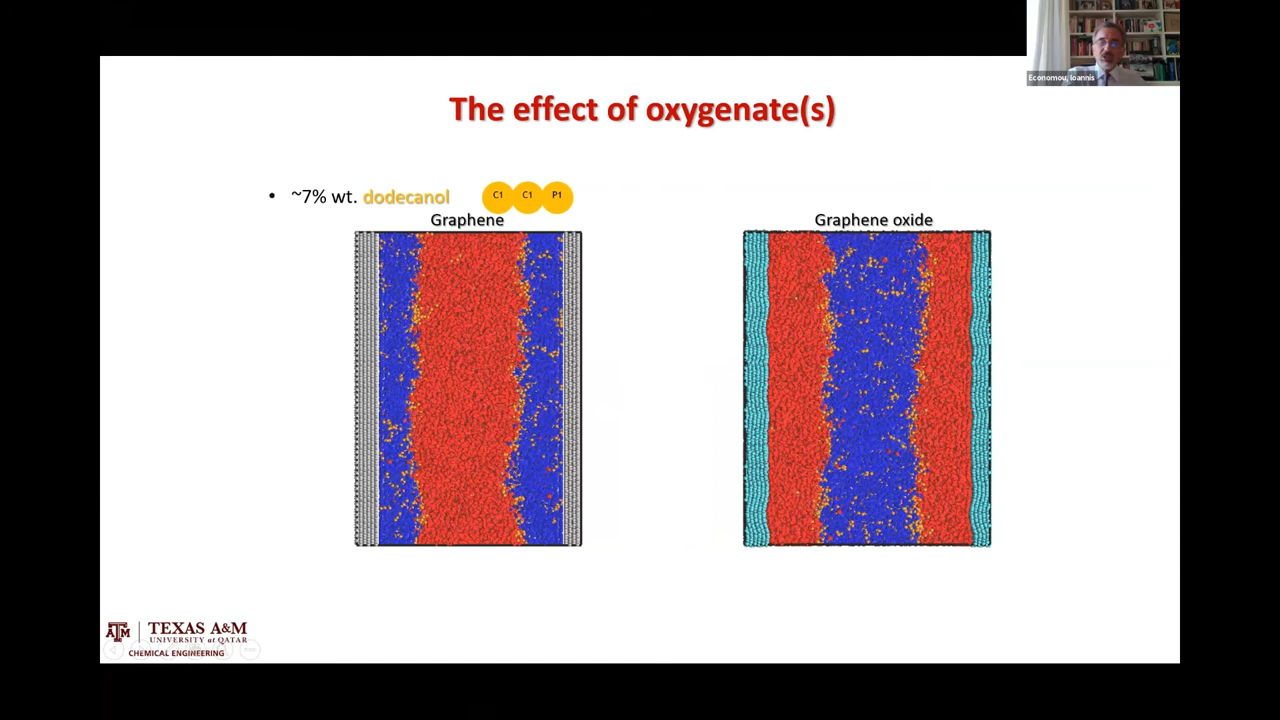 Economou, Ioannis
The effect of oxygenate(s)
• ~7% wt. dodecanol
C1 C1 P1
Graphene
Graphene oxide
ATM
TEXAS A&M
UNIVERSITY at QATAR
CHEMICAL ENGINEERING